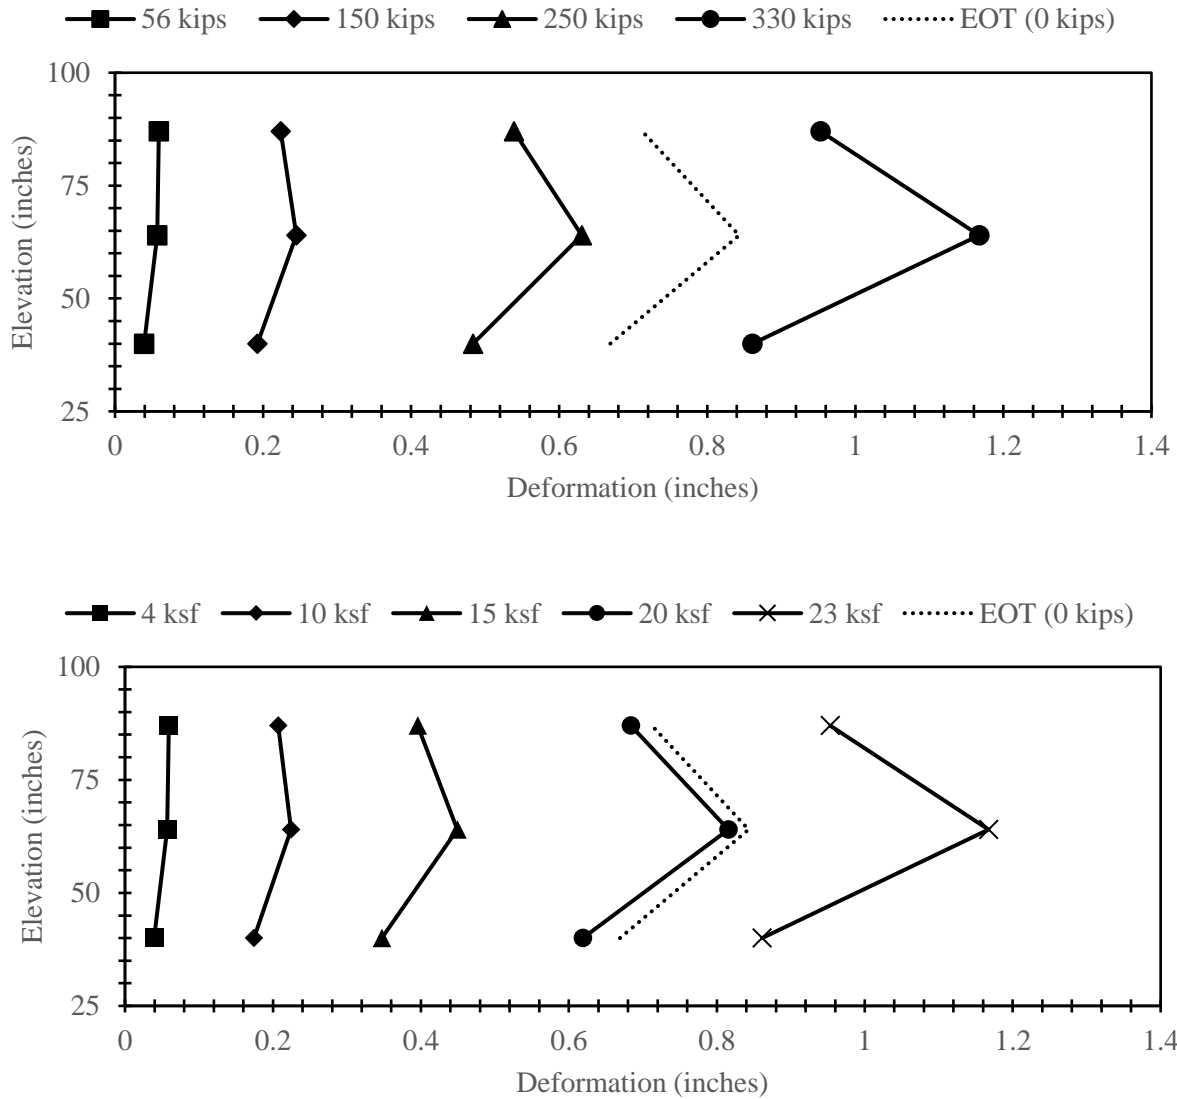 56 kips 150 kips 250 kips 330 kips EOT (0 kips)
100
75
50
25
Elevation (inches)
0 0.2 0.4 0.6 0.8 1 1.2 1.4
Deformation (inches)
4 ksf 10 ksf 15 ksf 20 ksf 23 ksf EOT (0 kips)
100
75
50
25
Elevation (inches)
0 0.2 0.4 0.6 0.8 1 1.2 1.4
Deformation (inches)